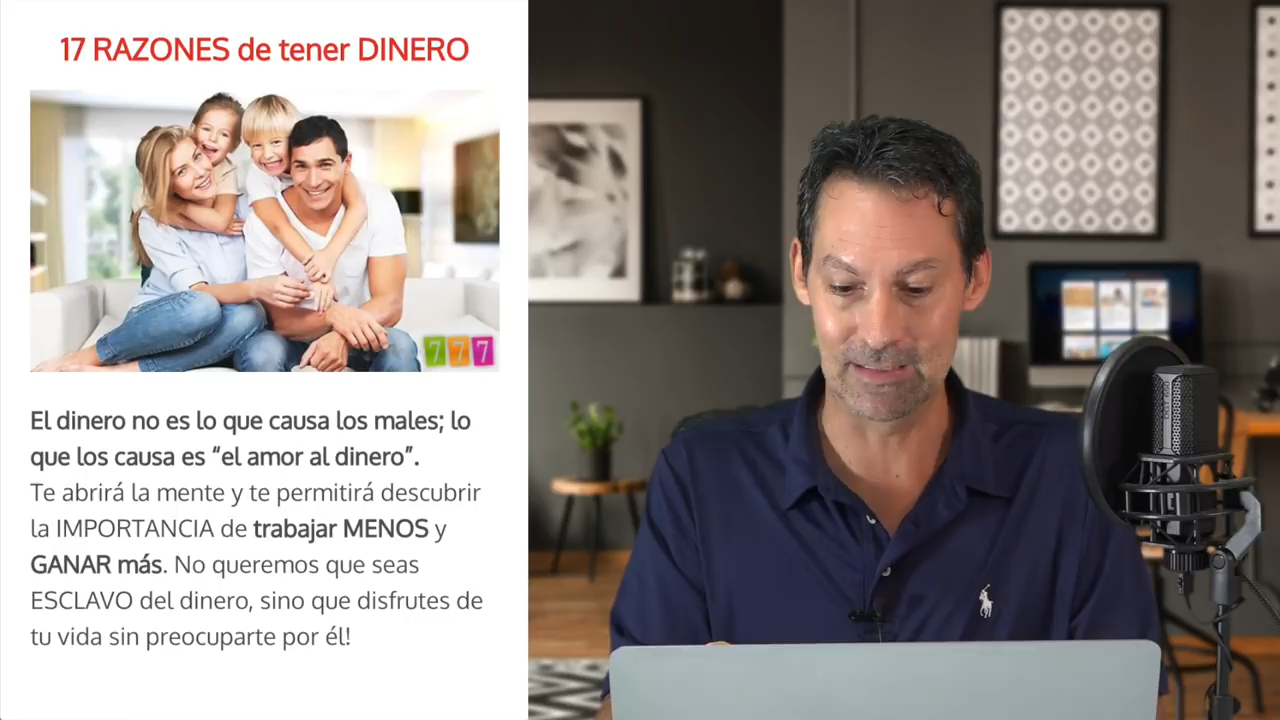 17 RAZONES de tener DINERO
777
El dinero no es lo que causa los males; lo
que los causa es “el amor al dinero”.
Te abrirá la mente y te permitirá descubrir
la IMPORTANCIA de trabajar MENOS y
GANAR más. No queremos que seas
ESCLAVO del dinero, sino que disfrutes de
tu vida sin preocuparte por él!